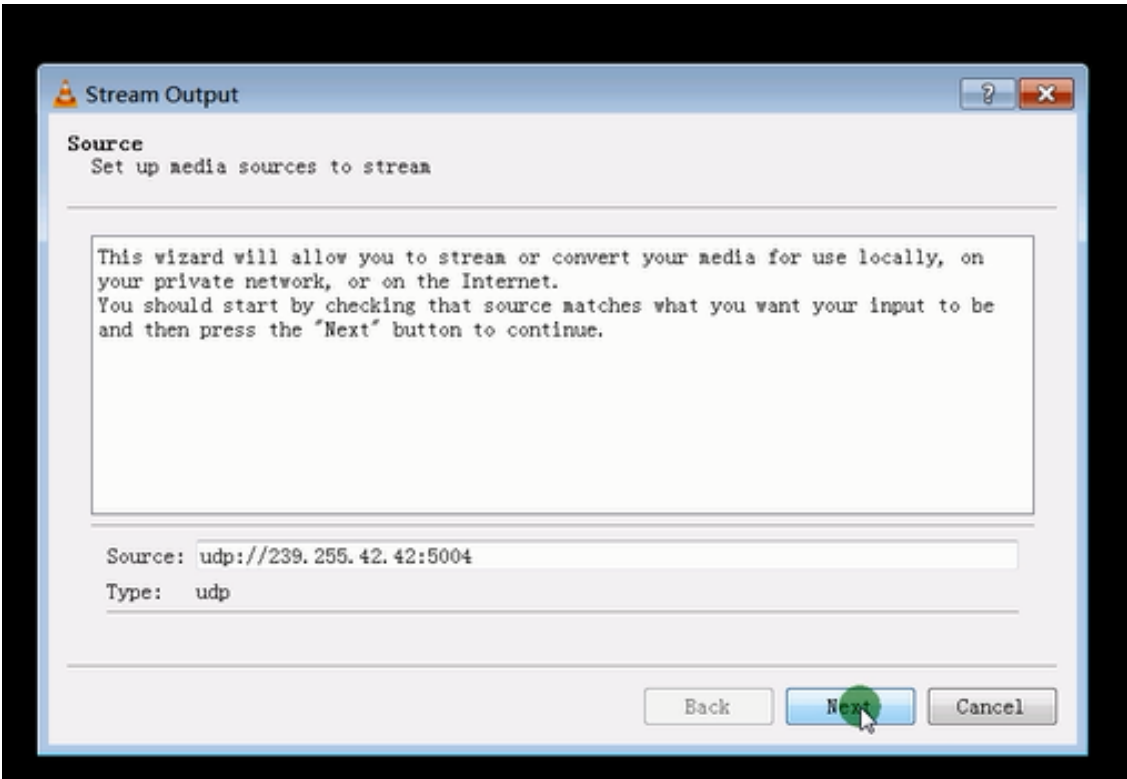 Stream Output
Source
Set up media sources to stream
This wizard will allow you to stream or convert your media for use locally, on
your private network, or on the Internet.
You should start by checking that source matches what you want your input to be
and then press the "Next" button to continue.
Source: udp://239.255.42.42:5004
Type: udp
Back Next Cancel